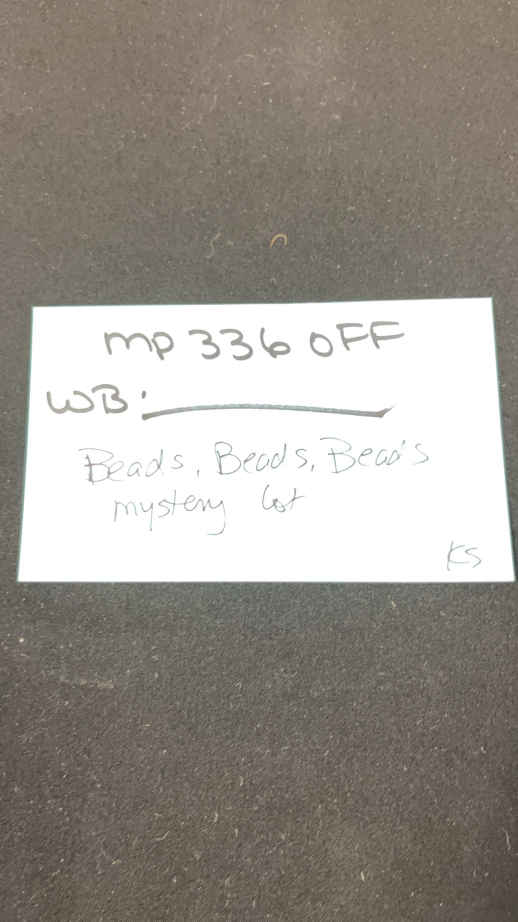 mp 336 OFF
WB:
Beads, Beads, Beads
mystery lot
KS